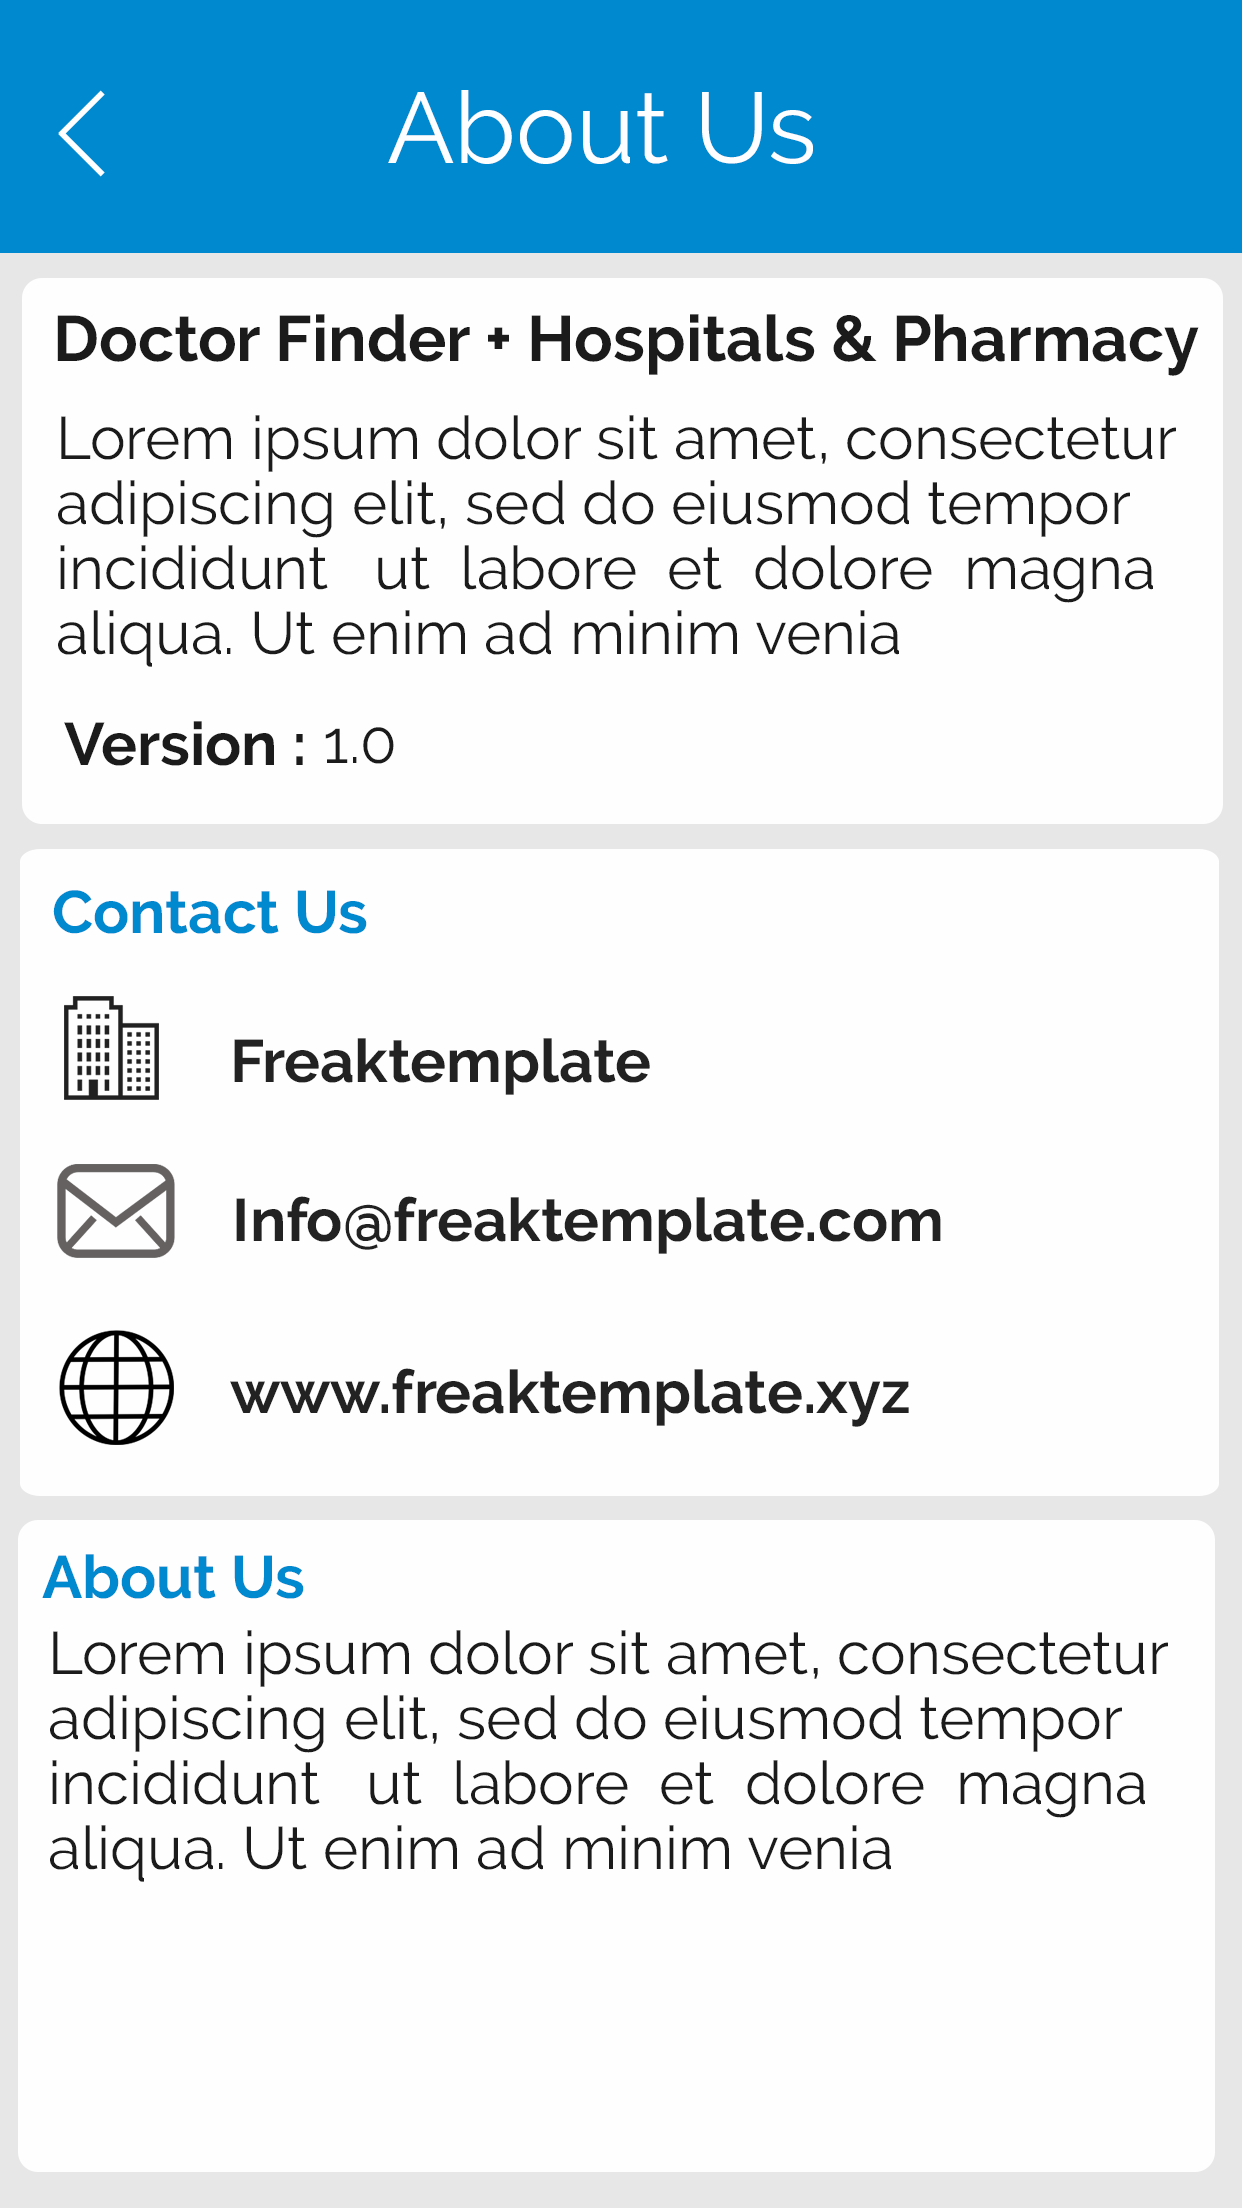 About Us
Doctor Finder + Hospitals & Pharmacy
Lorem ipsum dolor sit amet, consectetur
adipiscing elit, sed do eiusmod tempor
incididunt ut labore et dolore magna
aliqua. Ut enim ad minim venia
Version : 1.0
Contact Us
Freaktemplate
Info@freaktemplate.com
www.freaktemplate.xyz
About Us
Lorem ipsum dolor sit amet, consectetur
adipiscing elit, sed do eiusmod tempor
incididunt ut labore et dolore magna
aliqua. Ut enim ad minim venia